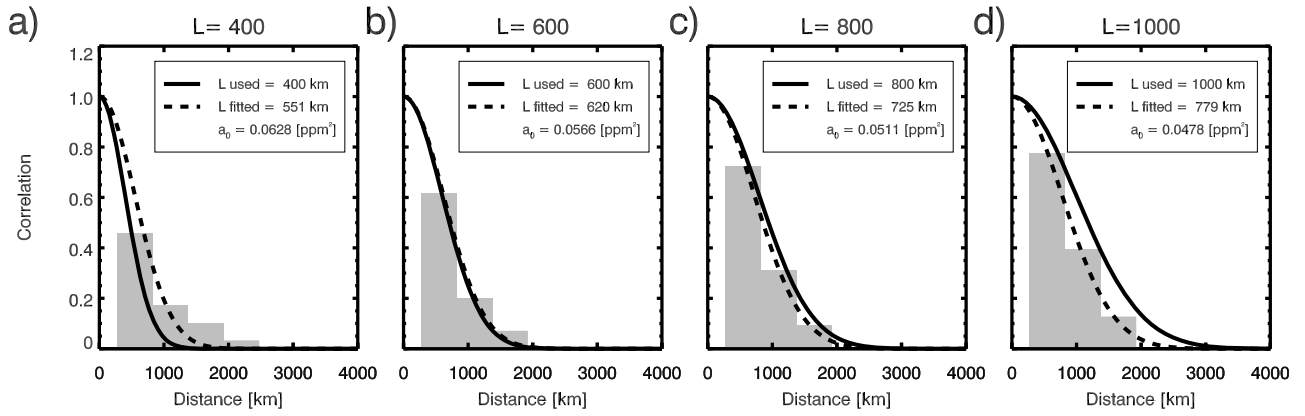 a)
L= 400
1.2
1.0
0.8
0.6
0.4
0.2
0
Correlation
L used = 400 km
L fitted = 551 km
a₀ = 0.0628 [ppm²]
0 1000 2000 3000 4000
Distance [km]
b)
L= 600
L used = 600 km
L fitted = 620 km
a₀ = 0.0566 [ppm²]
0 1000 2000 3000 4000
Distance [km]
c)
L= 800
L used = 800 km
L fitted = 725 km
a₀ = 0.0511 [ppm²]
0 1000 2000 3000 4000
Distance [km]
d)
L=1000
L used = 1000 km
L fitted = 779 km
a₀ = 0.0478 [ppm²]
0 1000 2000 3000 4000
Distance [km]